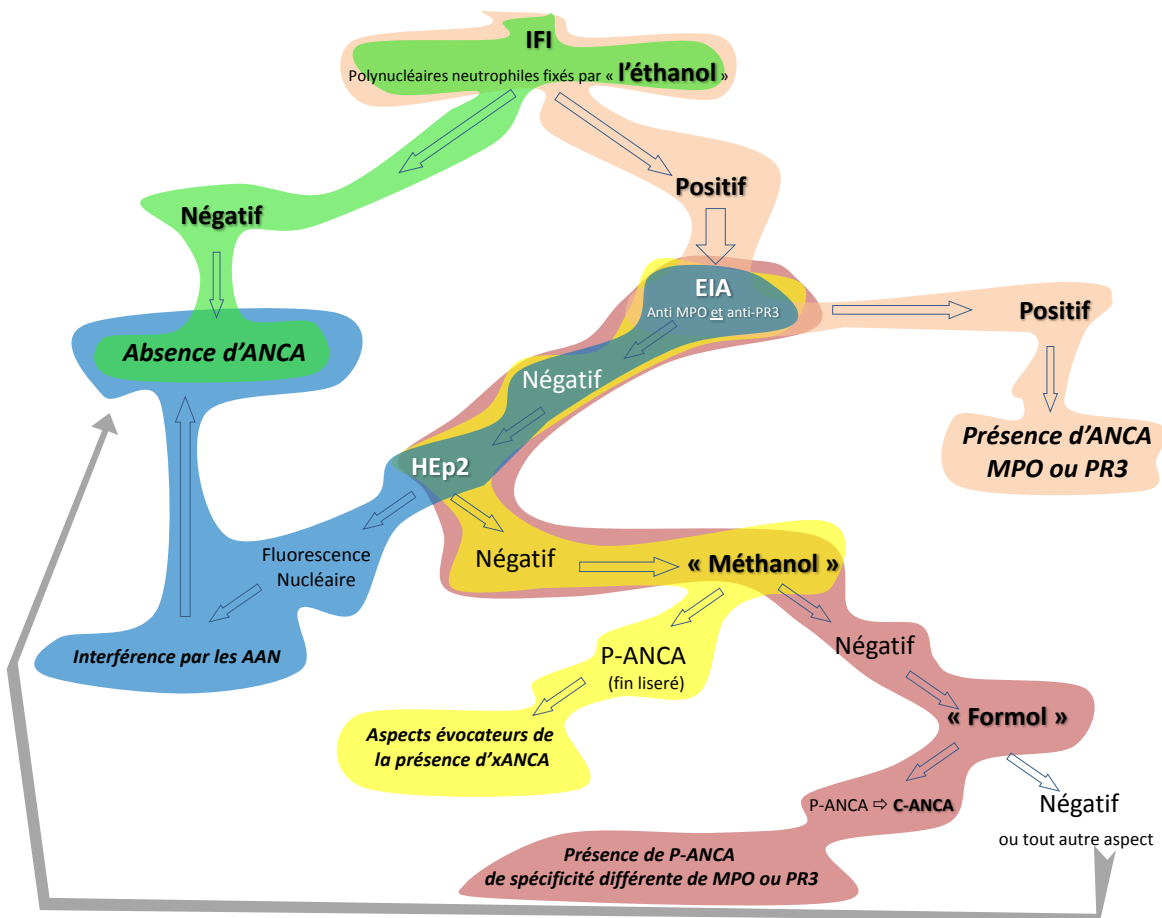 IFI
Polynucléaires neutrophiles fixés par « l'éthanol »
Négatif
Positif
EIA
Anti MPO et anti-PR3
Positif
Absence d'ANCA
Négatif
Présence d'ANCA
MPO ou PR3
HEp2
Fluorescence
Nucléaire
Négatif
« Méthanol »
Interférence par les AAN
P-ANCA
(fin liseré)
Négatif
« Formol »
Aspects évocateurs de
la présence d'xANCA
P-ANCA ⇨ C-ANCA
Négatif
ou tout autre aspect
Présence de P-ANCA
de spécificité différente de MPO ou PR3